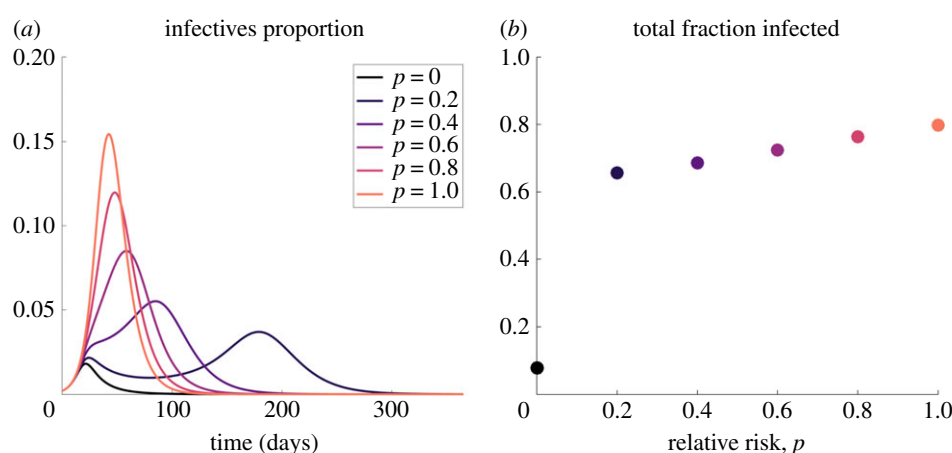 (a) infectives proportion
0.20
0.15
0.10
0.05
0
100
200
300
time (days)
p = 0
p = 0.2
p = 0.4
p = 0.6
p = 0.8
p = 1.0
(b) total fraction infected
1.0
0.8
0.6
0.4
0.2
0
0.2
0.4
0.6
0.8
1.0
relative risk, p